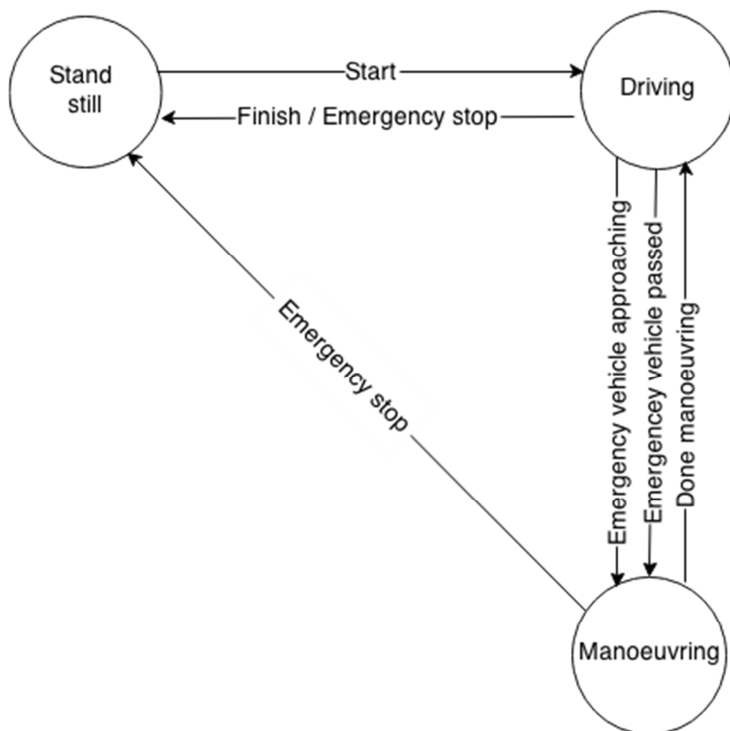 Stand
still
Start
Driving
Finish / Emergency stop
Emergency vehicle approaching
Emergencey vehicle passed
Done manoeuvring
Emergency stop
Manoeuvring